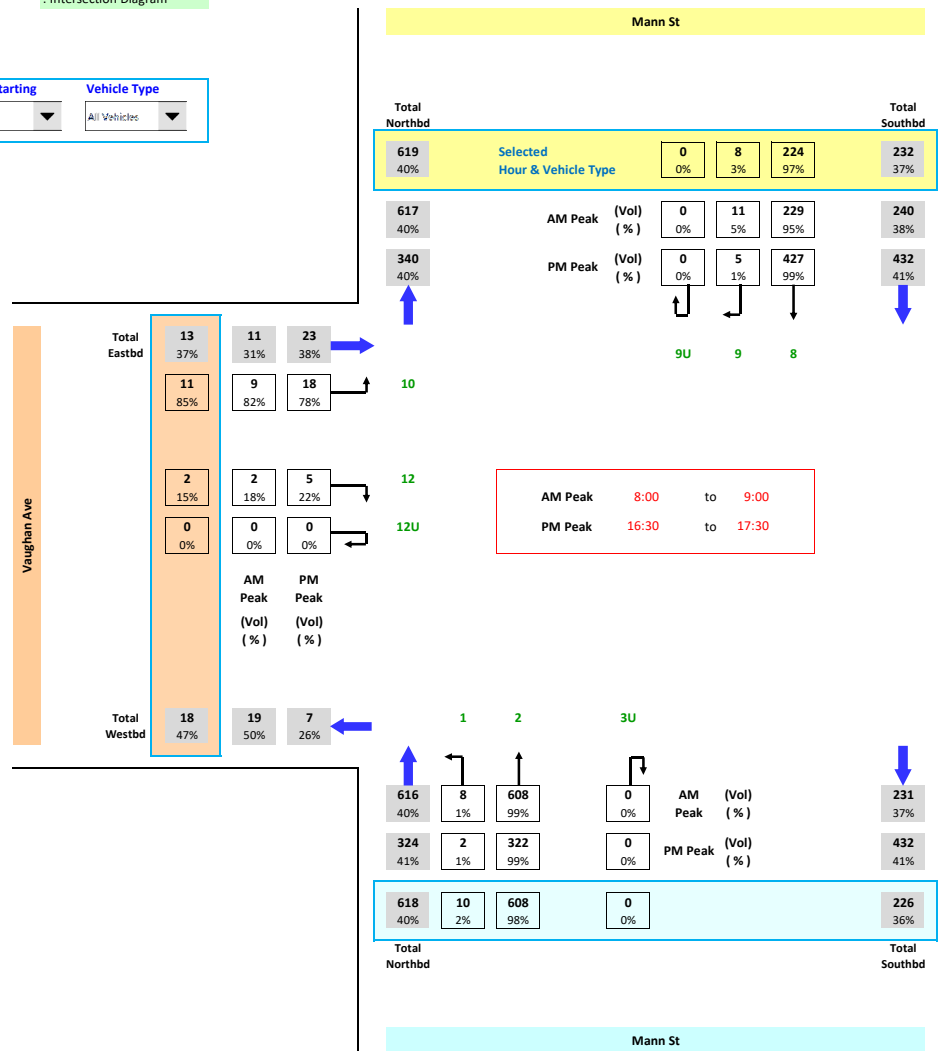 : Intersection Diagram
Mann St
tarting Vehicle Type
All Vehicles
Total Total
Northbd Southbd
619 Selected 0 8 224 232
40% Hour & Vehicle Type 0% 3% 97% 37%
617 AM Peak (Vol) 0 11 229 240
40% ( % ) 0% 5% 95% 38%
340 PM Peak (Vol) 0 5 427 432
40% ( % ) 0% 1% 99% 41%
Total 13 11 23
Eastbd 37% 31% 38%
9U 9 8
11 9 18 10
85% 82% 78%
2 2 5 12
15% 18% 22%
0 0 0 12U
0% 0% 0%
AM Peak 8:00 to 9:00
PM Peak 16:30 to 17:30
Vaughan Ave
AM PM
Peak Peak
(Vol) (Vol)
( % ) ( % )
Total 18 19 7 1 2 3U
Westbd 47% 50% 26%
616 8 608 0 AM (Vol) 231
40% 1% 99% 0% Peak ( % ) 37%
324 2 322 0 PM Peak (Vol) 432
41% 1% 99% 0% ( % ) 41%
618 10 608 0 226
40% 2% 98% 0% 36%
Total Total
Northbd Southbd
Mann St